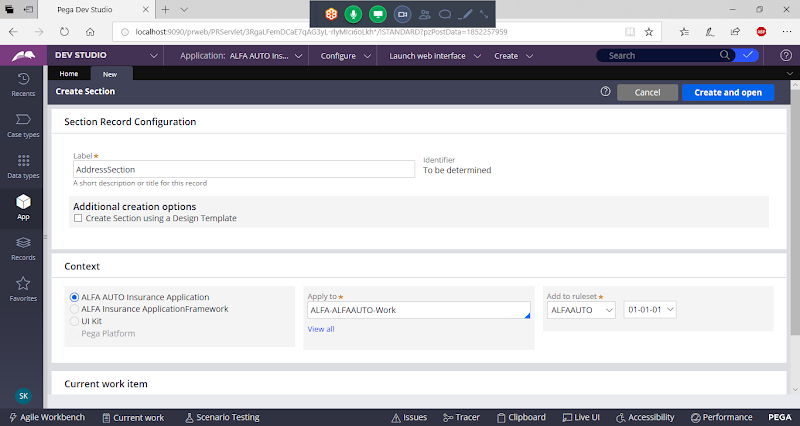 Pega Dev Studio
localhost:9090/prweb/PRServlet/3RgaLFemDCaE7qAG3yL-rlyMIci6oLkh*/!STANDARD?pzPostData=1852257959
DEV STUDIO
Application: ALFA AUTO Ins...
Configure
Launch web interface
Create
Search
Home
New
Recents
Create Section
Cancel
Create and open
Case types
Data types
App
Records
Favorites
SK
Section Record Configuration
Label *
AddressSection
A short description or title for this record
Identifier
To be determined
Additional creation options
Create Section using a Design Template
Context
ALFA AUTO Insurance Application
ALFA Insurance ApplicationFramework
UI Kit
Pega Platform
Apply to *
ALFA-ALFAAUTO-Work
View all
Add to ruleset *
ALFAAUTO
01-01-01
Current work item
Agile Workbench
Current work
Scenario Testing
Issues
Tracer
Clipboard
Live UI
Accessibility
Performance
PEGA